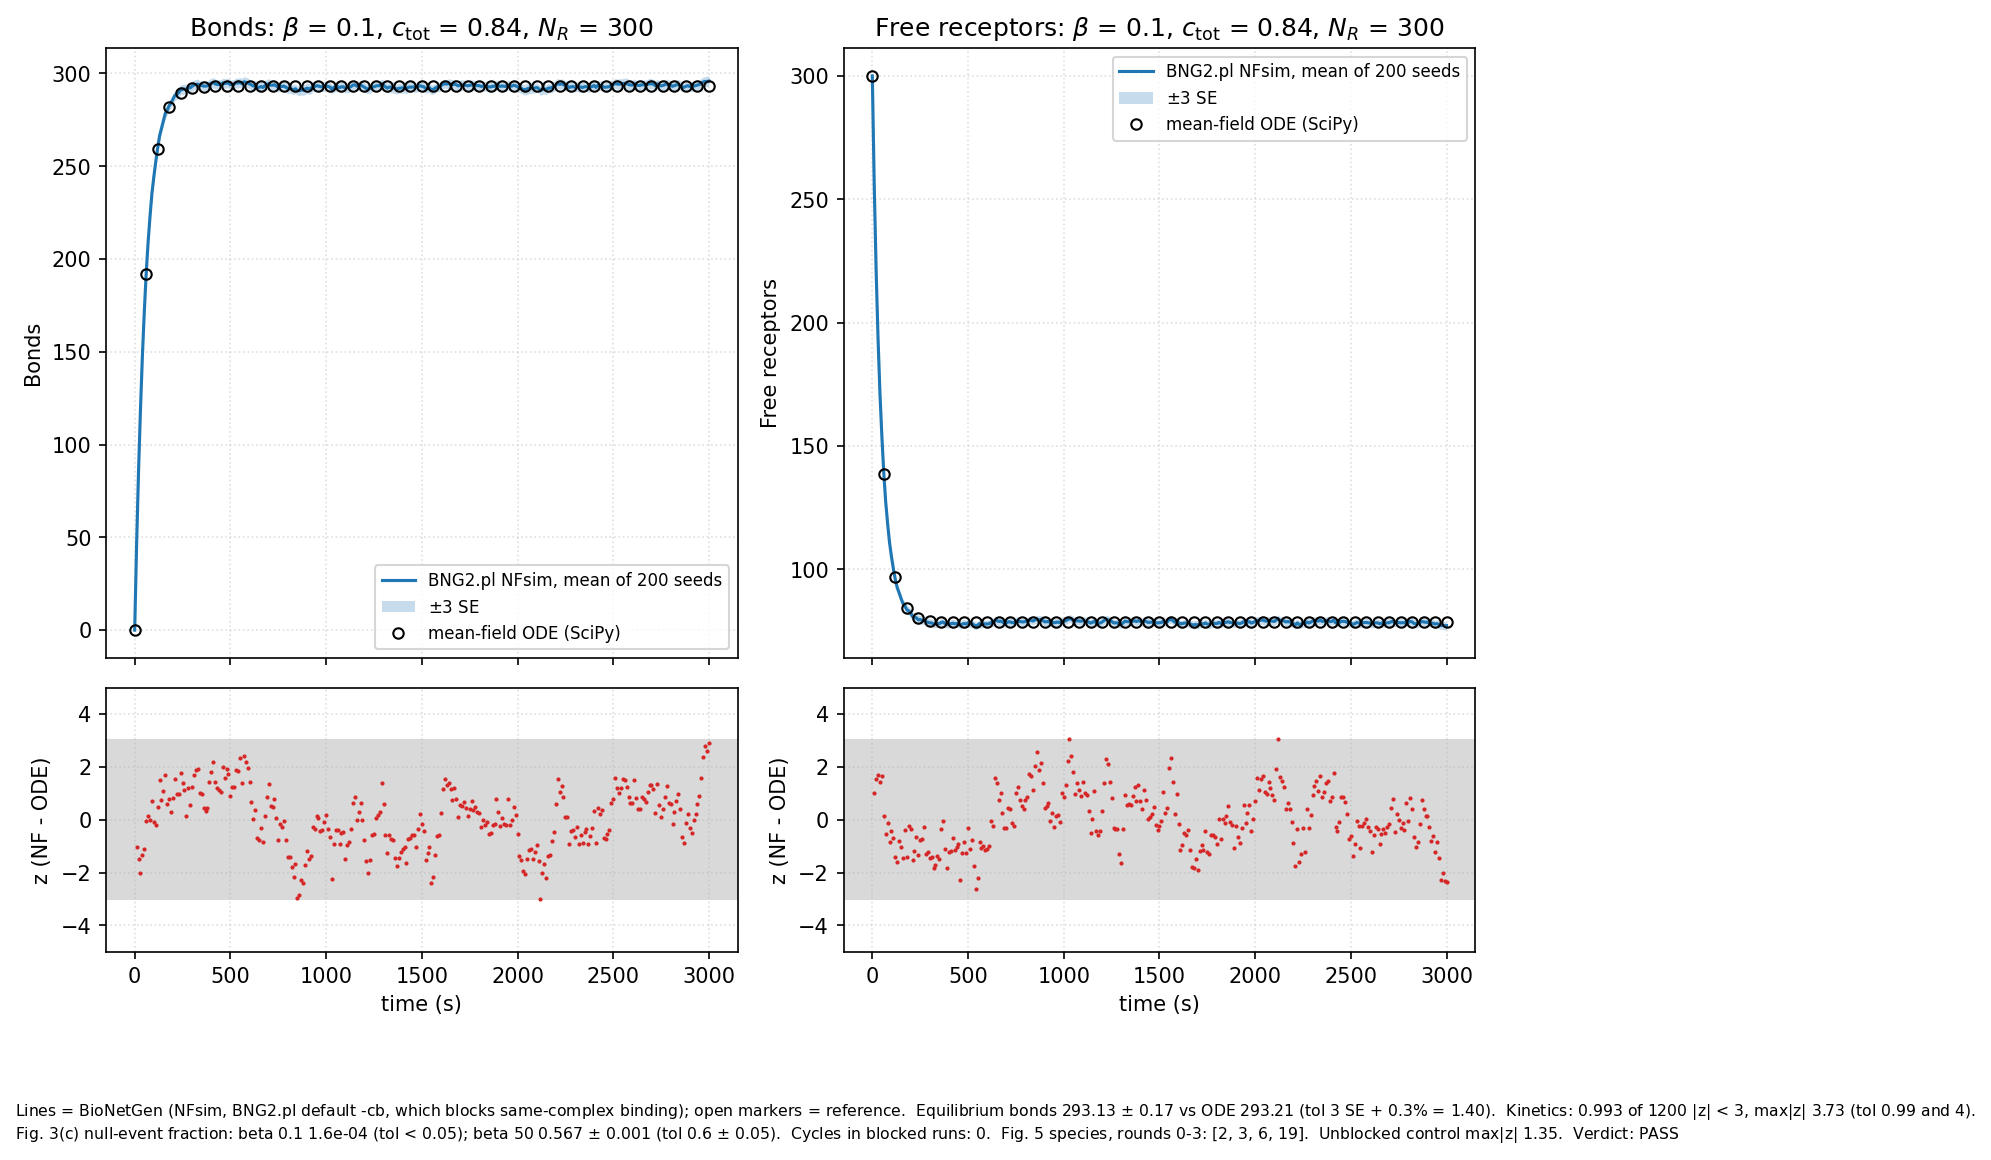 Bonds: β = 0.1, c_tot = 0.84, N_R = 300
Bonds
300
250
200
150
100
50
0
BNG2.pl NFsim, mean of 200 seeds
±3 SE
mean-field ODE (SciPy)
Free receptors: β = 0.1, c_tot = 0.84, N_R = 300
Free receptors
300
250
200
150
100
BNG2.pl NFsim, mean of 200 seeds
±3 SE
mean-field ODE (SciPy)
z (NF - ODE)
4
2
0
−2
−4
0 500 1000 1500 2000 2500 3000
time (s)
z (NF - ODE)
4
2
0
−2
−4
0 500 1000 1500 2000 2500 3000
time (s)
Lines = BioNetGen (NFsim, BNG2.pl default -cb, which blocks same-complex binding); open markers = reference.  Equilibrium bonds 293.13 ± 0.17 vs ODE 293.21 (tol 3 SE + 0.3% = 1.40).  Kinetics: 0.993 of 1200 |z| < 3, max|z| 3.73 (tol 0.99 and 4).
Fig. 3(c) null-event fraction: beta 0.1 1.6e-04 (tol < 0.05); beta 50 0.567 ± 0.001 (tol 0.6 ± 0.05).  Cycles in blocked runs: 0.  Fig. 5 species, rounds 0-3: [2, 3, 6, 19].  Unblocked control max|z| 1.35.  Verdict: PASS